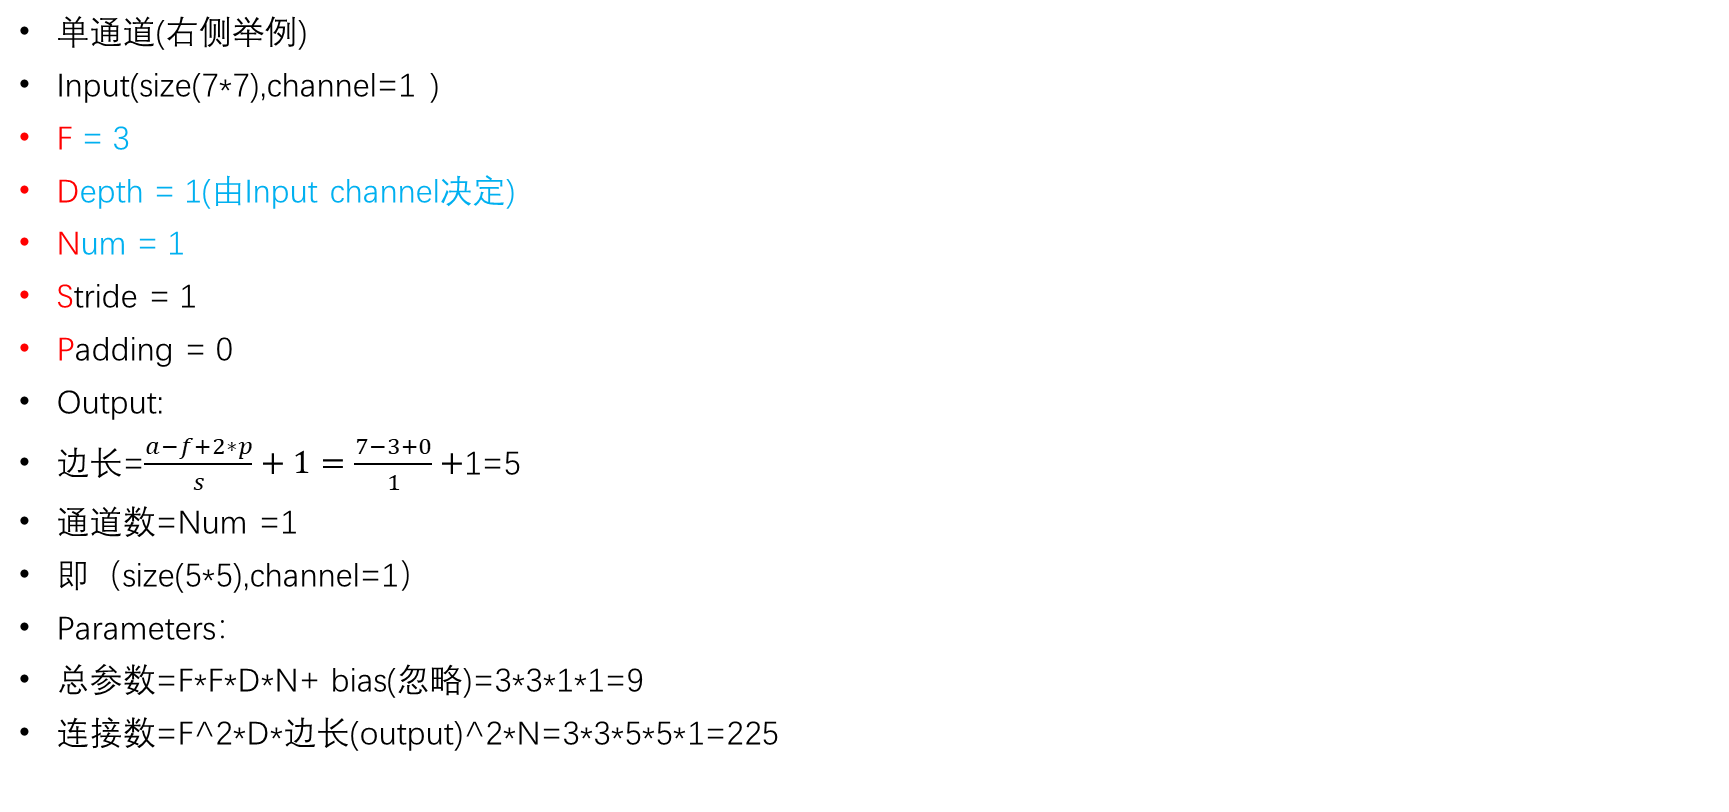 • 单通道(右侧举例)
• Input(size(7*7),channel=1 )
• F = 3
• Depth = 1(由Input channel决定)
• Num = 1
• Stride = 1
• Padding = 0
• Output:
• 边长=\frac{a-f+2*p}{s} + 1 = \frac{7-3+0}{1} +1=5
• 通道数=Num =1
• 即（size(5*5),channel=1）
• Parameters：
• 总参数=F*F*D*N+ bias(忽略)=3*3*1*1=9
• 连接数=F^2*D*边长(output)^2*N=3*3*5*5*1=225